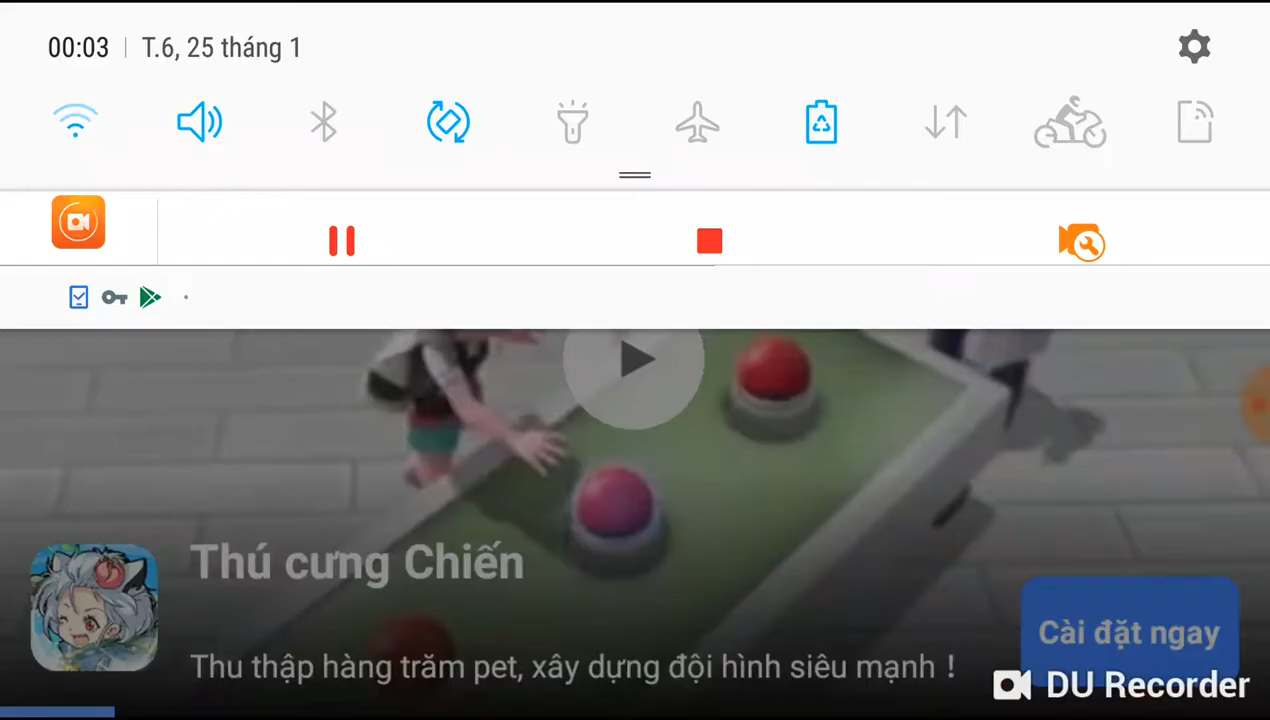 00:03 | T.6, 25 tháng 1
Thú cưng Chiến
Thu thập hàng trăm pet, xây dựng đội hình siêu mạnh !
Cài đặt ngay
DU Recorder